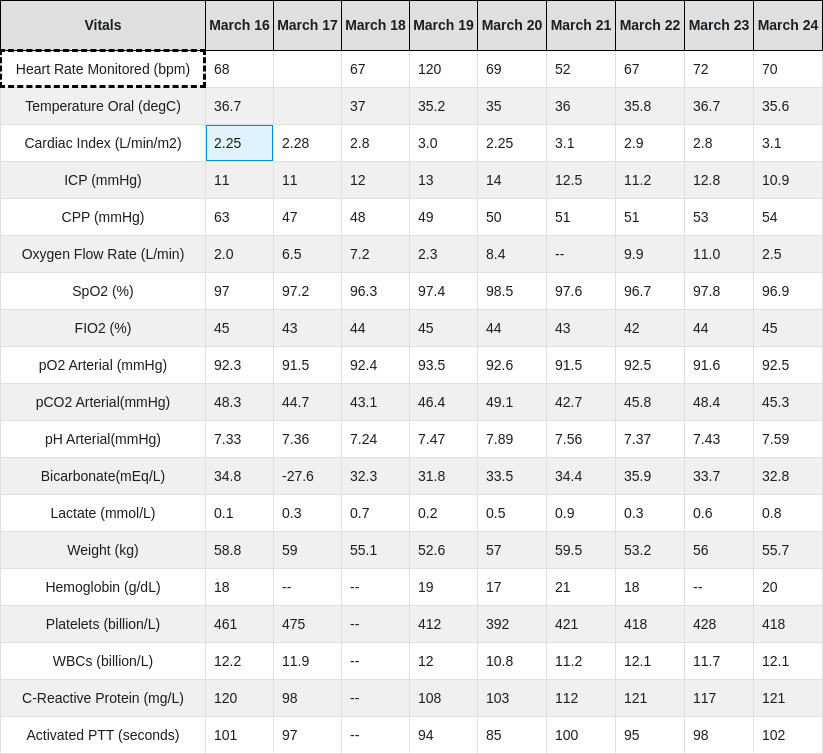 Vitals March 16 March 17 March 18 March 19 March 20 March 21 March 22 March 23 March 24
Heart Rate Monitored (bpm) 68 67 120 69 52 67 72 70
Temperature Oral (degC) 36.7 37 35.2 35 36 35.8 36.7 35.6
Cardiac Index (L/min/m2) 2.25 2.28 2.8 3.0 2.25 3.1 2.9 2.8 3.1
ICP (mmHg) 11 11 12 13 14 12.5 11.2 12.8 10.9
CPP (mmHg) 63 47 48 49 50 51 51 53 54
Oxygen Flow Rate (L/min) 2.0 6.5 7.2 2.3 8.4 -- 9.9 11.0 2.5
SpO2 (%) 97 97.2 96.3 97.4 98.5 97.6 96.7 97.8 96.9
FIO2 (%) 45 43 44 45 44 43 42 44 45
pO2 Arterial (mmHg) 92.3 91.5 92.4 93.5 92.6 91.5 92.5 91.6 92.5
pCO2 Arterial(mmHg) 48.3 44.7 43.1 46.4 49.1 42.7 45.8 48.4 45.3
pH Arterial(mmHg) 7.33 7.36 7.24 7.47 7.89 7.56 7.37 7.43 7.59
Bicarbonate(mEq/L) 34.8 -27.6 32.3 31.8 33.5 34.4 35.9 33.7 32.8
Lactate (mmol/L) 0.1 0.3 0.7 0.2 0.5 0.9 0.3 0.6 0.8
Weight (kg) 58.8 59 55.1 52.6 57 59.5 53.2 56 55.7
Hemoglobin (g/dL) 18 -- -- 19 17 21 18 -- 20
Platelets (billion/L) 461 475 -- 412 392 421 418 428 418
WBCs (billion/L) 12.2 11.9 -- 12 10.8 11.2 12.1 11.7 12.1
C-Reactive Protein (mg/L) 120 98 -- 108 103 112 121 117 121
Activated PTT (seconds) 101 97 -- 94 85 100 95 98 102